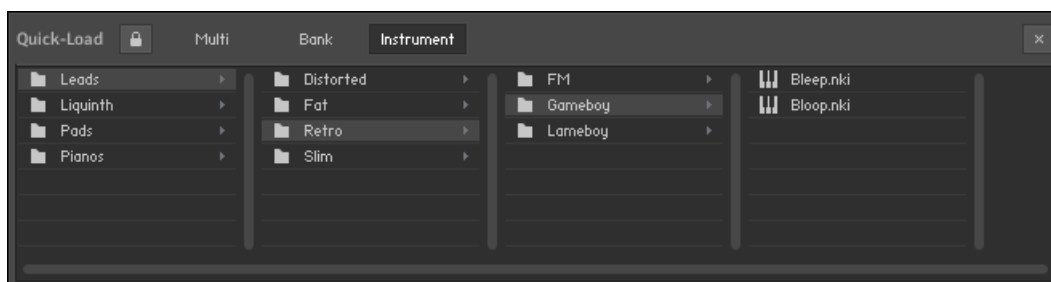 Quick-Load Multi Bank Instrument ×
Leads Distorted FM Bleep.nki
Liquinth Fat Gameboy Bloop.nki
Pads Retro Lameboy
Pianos Slim